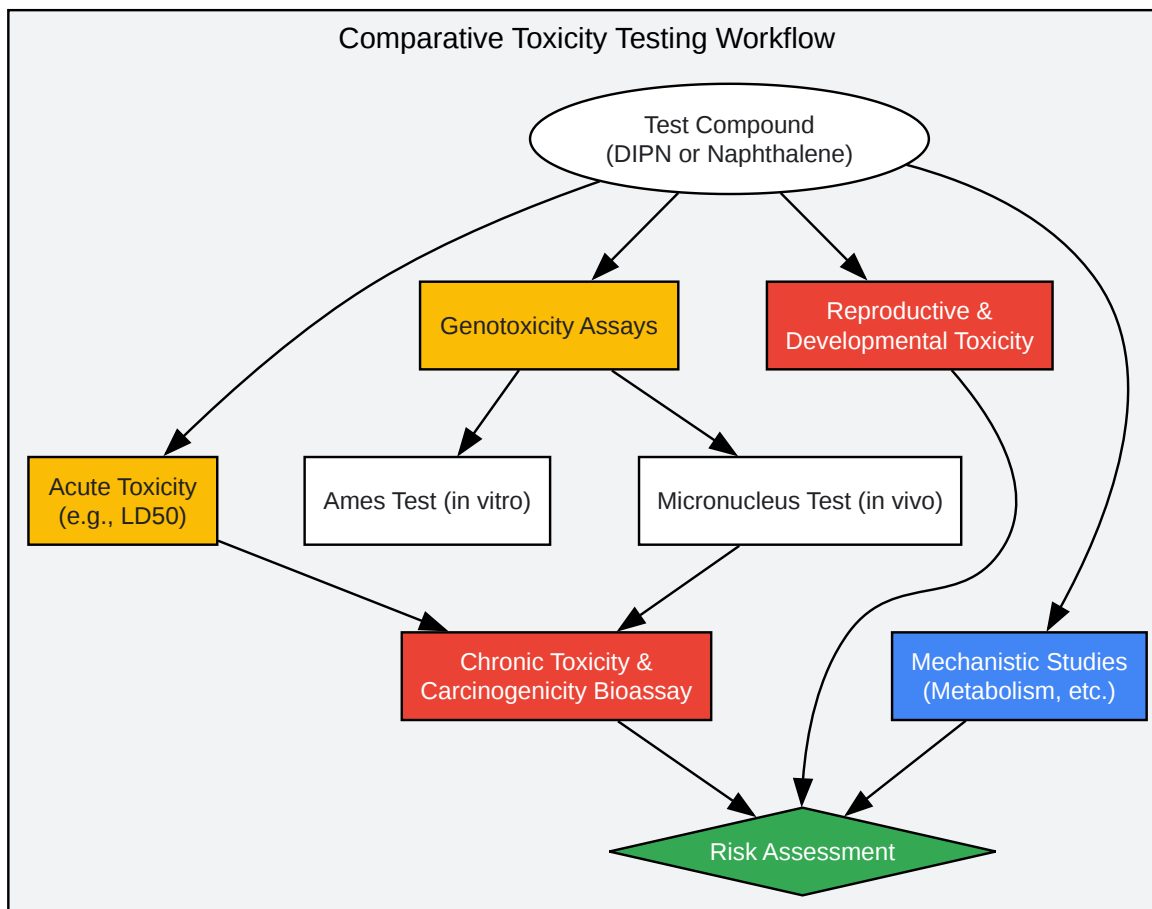 Comparative Toxicity Testing Workflow
Test Compound
(DIPN or Naphthalene)
Genotoxicity Assays
Reproductive &
Developmental Toxicity
Acute Toxicity
(e.g., LD50)
Ames Test (in vitro)
Micronucleus Test (in vivo)
Chronic Toxicity &
Carcinogenicity Bioassay
Mechanistic Studies
(Metabolism, etc.)
Risk Assessment